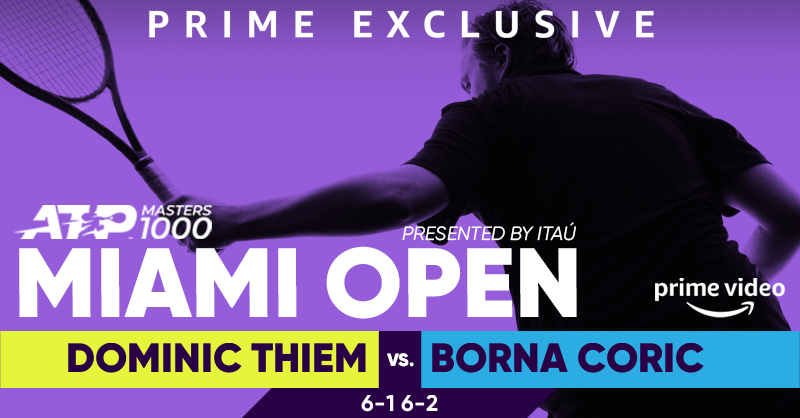 PRIME EXCLUSIVE
ATP MASTERS
1000
PRESENTED BY ITAÚ
MIAMI OPEN
prime video
DOMINIC THIEM vs. BORNA CORIC
6-1 6-2